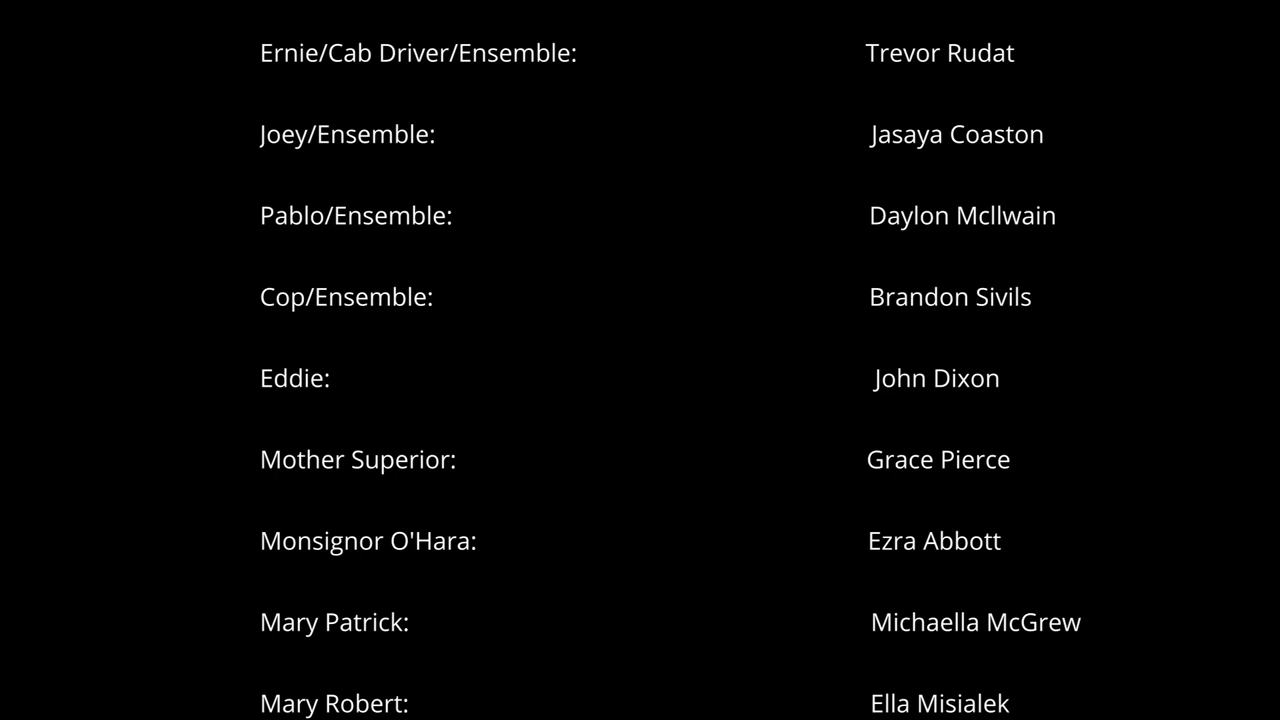 Ernie/Cab Driver/Ensemble: Trevor Rudat
Joey/Ensemble: Jasaya Coaston
Pablo/Ensemble: Daylon Mcllwain
Cop/Ensemble: Brandon Sivils
Eddie: John Dixon
Mother Superior: Grace Pierce
Monsignor O'Hara: Ezra Abbott
Mary Patrick: Michaella McGrew
Mary Robert: Ella Misialek